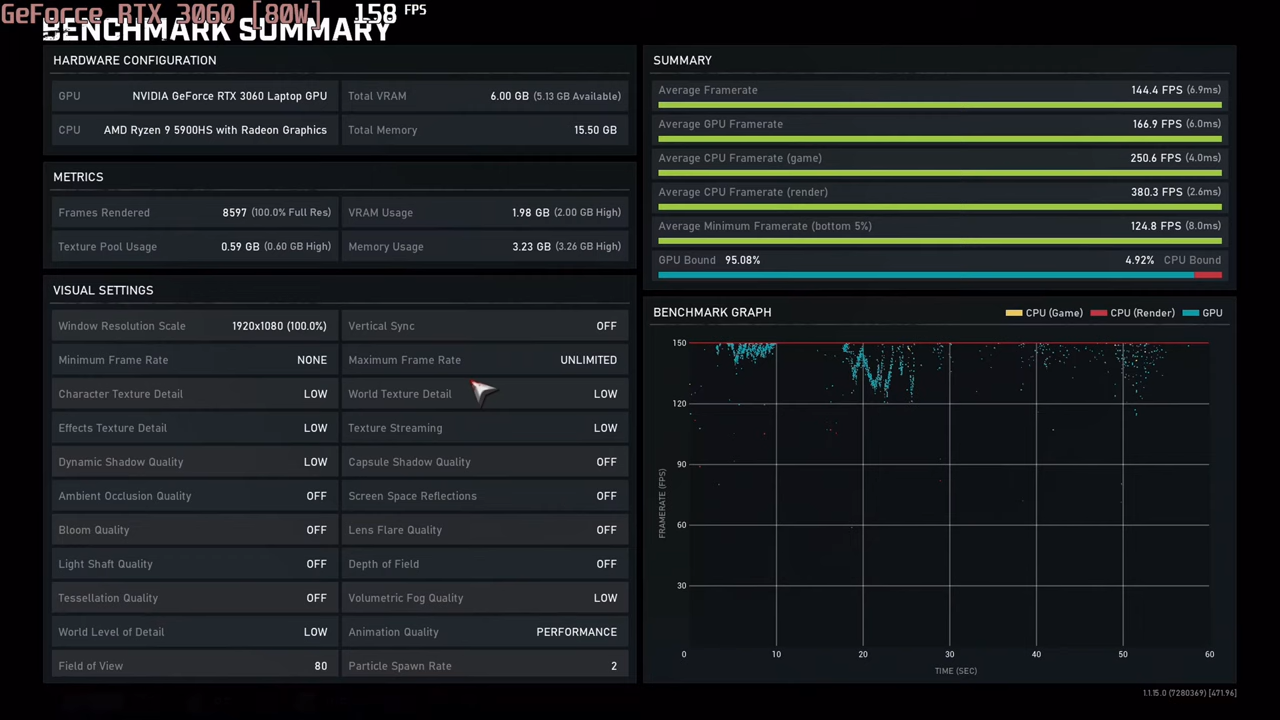 GeForce RTX 3060 [80W] 158 FPS
BENCHMARK SUMMARY
HARDWARE CONFIGURATION
GPU NVIDIA GeForce RTX 3060 Laptop GPU Total VRAM 6.00 GB (5.13 GB Available)
CPU AMD Ryzen 9 5900HS with Radeon Graphics Total Memory 15.50 GB
METRICS
Frames Rendered 8597 (100.0% Full Res) VRAM Usage 1.98 GB (2.00 GB High)
Texture Pool Usage 0.59 GB (0.60 GB High) Memory Usage 3.23 GB (3.26 GB High)
VISUAL SETTINGS
Window Resolution Scale 1920x1080 (100.0%) Vertical Sync OFF
Minimum Frame Rate NONE Maximum Frame Rate UNLIMITED
Character Texture Detail LOW World Texture Detail LOW
Effects Texture Detail LOW Texture Streaming LOW
Dynamic Shadow Quality LOW Capsule Shadow Quality OFF
Ambient Occlusion Quality OFF Screen Space Reflections OFF
Bloom Quality OFF Lens Flare Quality OFF
Light Shaft Quality OFF Depth of Field OFF
Tessellation Quality OFF Volumetric Fog Quality LOW
World Level of Detail LOW Animation Quality PERFORMANCE
Field of View 80 Particle Spawn Rate 2
SUMMARY
Average Framerate 144.4 FPS (6.9ms)
Average GPU Framerate 166.9 FPS (6.0ms)
Average CPU Framerate (game) 250.6 FPS (4.0ms)
Average CPU Framerate (render) 380.3 FPS (2.6ms)
Average Minimum Framerate (bottom 5%) 124.8 FPS (8.0ms)
GPU Bound 95.08% 4.92% CPU Bound
BENCHMARK GRAPH CPU (Game) CPU (Render) GPU
150
120
90
60
30
FRAMERATE (FPS)
0 10 20 30 40 50 60
TIME (SEC)
1.1.15.0 (7280369) [471.96]